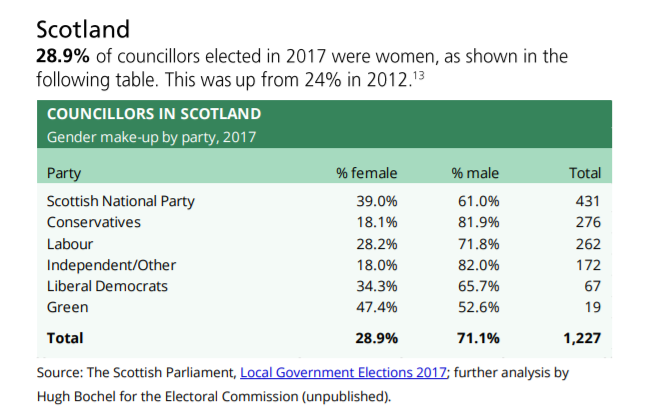 Scotland
28.9% of councillors elected in 2017 were women, as shown in the
following table. This was up from 24% in 2012.13
COUNCILLORS IN SCOTLAND
Gender make-up by party, 2017
Party % female % male Total
Scottish National Party 39.0% 61.0% 431
Conservatives 18.1% 81.9% 276
Labour 28.2% 71.8% 262
Independent/Other 18.0% 82.0% 172
Liberal Democrats 34.3% 65.7% 67
Green 47.4% 52.6% 19
Total 28.9% 71.1% 1,227
Source: The Scottish Parliament, Local Government Elections 2017; further analysis by
Hugh Bochel for the Electoral Commission (unpublished).